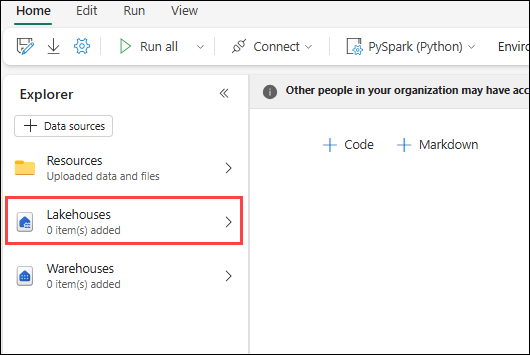 Home Edit Run View
Run all Connect PySpark (Python) Enviro
Explorer
Other people in your organization may have acc
Data sources
Code Markdown
Resources
Uploaded data and files
Lakehouses
0 item(s) added
Warehouses
0 item(s) added